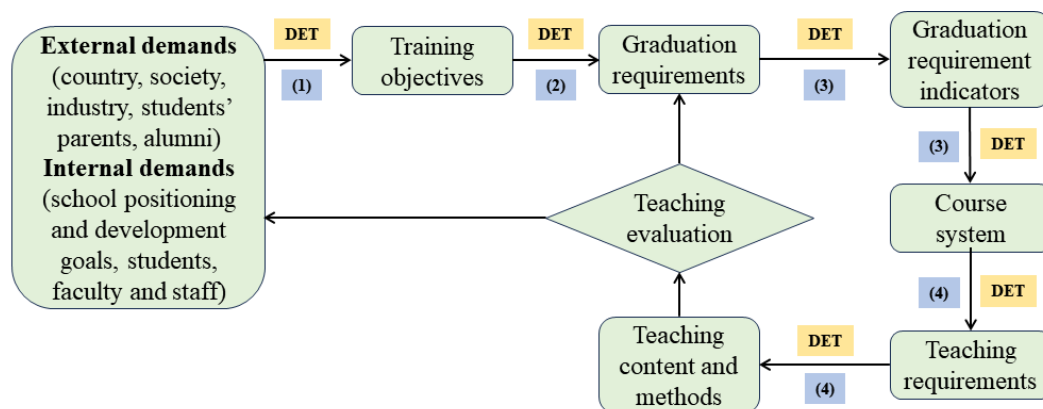 External demands
(country, society,
industry, students’
parents, alumni)
Internal demands
(school positioning
and development
goals, students,
faculty and staff)
DET
(1)
Training
objectives
DET
(2)
Graduation
requirements
DET
(3)
Graduation
requirement
indicators
(3)
DET
Course
system
(4)
DET
Teaching
requirements
DET
(4)
Teaching
content and
methods
Teaching
evaluation